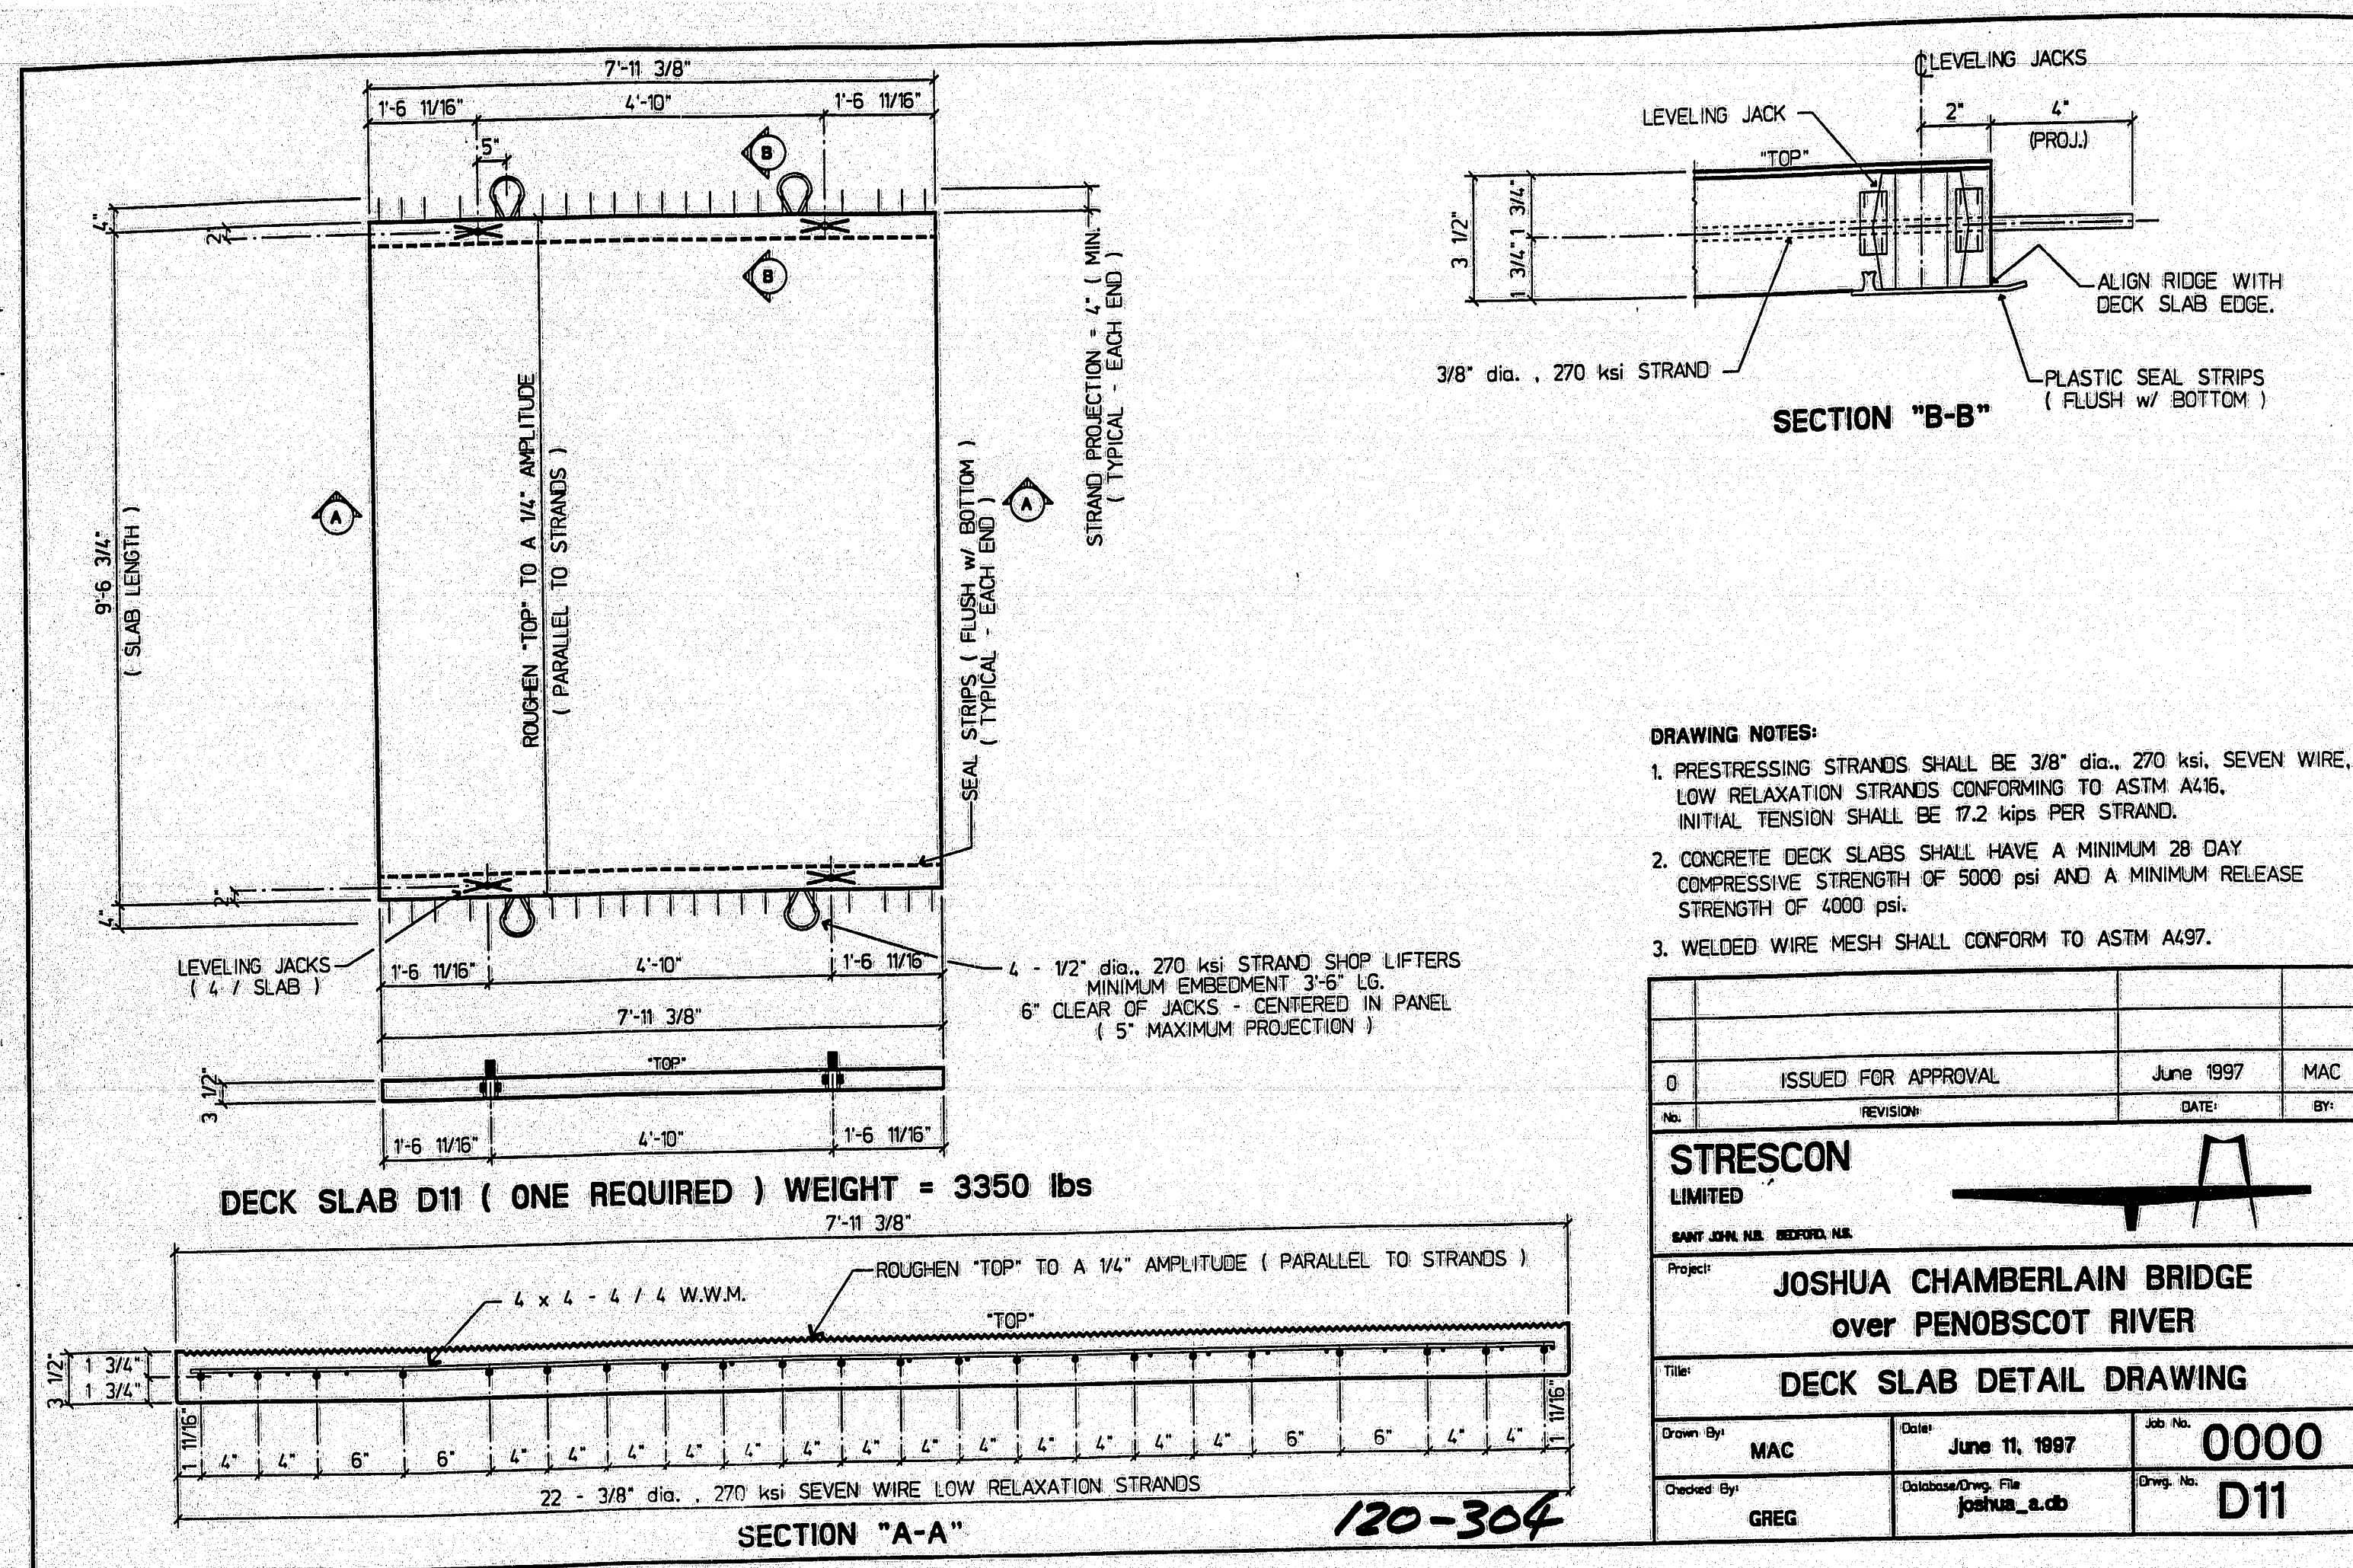 7'-11 3/8"
1'-6 11/16"
4'-10"
1'-6 11/16"
5"
B
B
4"
2"
9'-6 3/4"
( SLAB LENGTH )
A
ROUGHEN "TOP" TO A 1/4" AMPLITUDE
( PARALLEL TO STRANDS )
SEAL STRIPS ( FLUSH w/ BOTTOM )
( TYPICAL - EACH END )
A
STRAND PROJECTION = 4" ( MIN. )
( TYPICAL - EACH END )
2"
4"
LEVELING JACKS
( 4 / SLAB )
1'-6 11/16"
4'-10"
1'-6 11/16"
7'-11 3/8"
4 - 1/2" dia., 270 ksi STRAND SHOP LIFTERS
MINIMUM EMBEDMENT 3'-6" LG.
6" CLEAR OF JACKS - CENTERED IN PANEL
( 5" MAXIMUM PROJECTION )
"TOP"
3 1/2"
1'-6 11/16"
4'-10"
1'-6 11/16"
DECK SLAB D11 ( ONE REQUIRED ) WEIGHT = 3350 lbs
7'-11 3/8"
ROUGHEN "TOP" TO A 1/4" AMPLITUDE ( PARALLEL TO STRANDS )
4 x 4 - 4 / 4 W.W.M.
"TOP"
3 1/2"
1 3/4"
1 3/4"
1 11/16"
4" 4" 6" 6" 4" 4" 4" 4" 4" 4" 4" 4" 4" 4" 4" 4" 4" 6" 6" 4" 4"
1 11/16"
22 - 3/8" dia. , 270 ksi SEVEN WIRE LOW RELAXATION STRANDS
SECTION "A-A"
120-304
℄ LEVELING JACKS
LEVELING JACK
2"
4"
(PROJ.)
"TOP"
3 1/2"
1 3/4"
1 3/4"
ALIGN RIDGE WITH
DECK SLAB EDGE.
3/8" dia. , 270 ksi STRAND
PLASTIC SEAL STRIPS
( FLUSH w/ BOTTOM )
SECTION "B-B"
DRAWING NOTES:
1. PRESTRESSING STRANDS SHALL BE 3/8" dia., 270 ksi, SEVEN WIRE,
LOW RELAXATION STRANDS CONFORMING TO ASTM A416.
INITIAL TENSION SHALL BE 17.2 kips PER STRAND.
2. CONCRETE DECK SLABS SHALL HAVE A MINIMUM 28 DAY
COMPRESSIVE STRENGTH OF 5000 psi AND A MINIMUM RELEASE
STRENGTH OF 4000 psi.
3. WELDED WIRE MESH SHALL CONFORM TO ASTM A497.
0 ISSUED FOR APPROVAL June 1997 MAC
No. REVISION: DATE: BY:
STRESCON
LIMITED
SAINT JOHN, N.B. BEDFORD, N.S.
Project:
JOSHUA CHAMBERLAIN BRIDGE
over PENOBSCOT RIVER
Title:
DECK SLAB DETAIL DRAWING
Drawn By:
MAC
Date:
June 11, 1997
Job No.
0000
Checked By:
GREG
Database/Drwg. File
joshua_a.db
Drwg. No.
D11